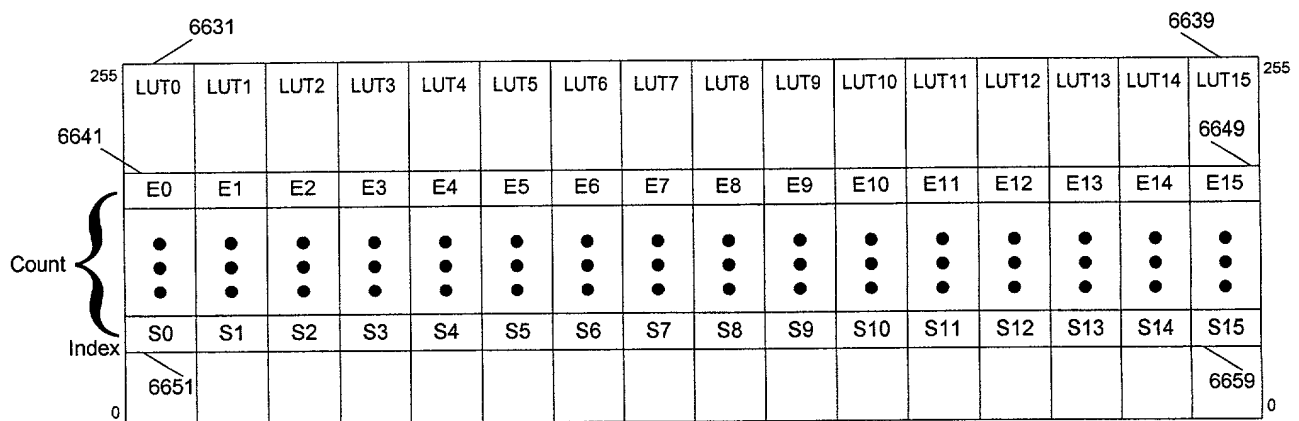 6631 6639
255 LUT0 LUT1 LUT2 LUT3 LUT4 LUT5 LUT6 LUT7 LUT8 LUT9 LUT10 LUT11 LUT12 LUT13 LUT14 LUT15 255
6641 6649
E0 E1 E2 E3 E4 E5 E6 E7 E8 E9 E10 E11 E12 E13 E14 E15
Count
S0 S1 S2 S3 S4 S5 S6 S7 S8 S9 S10 S11 S12 S13 S14 S15
Index
6651 6659
0 0